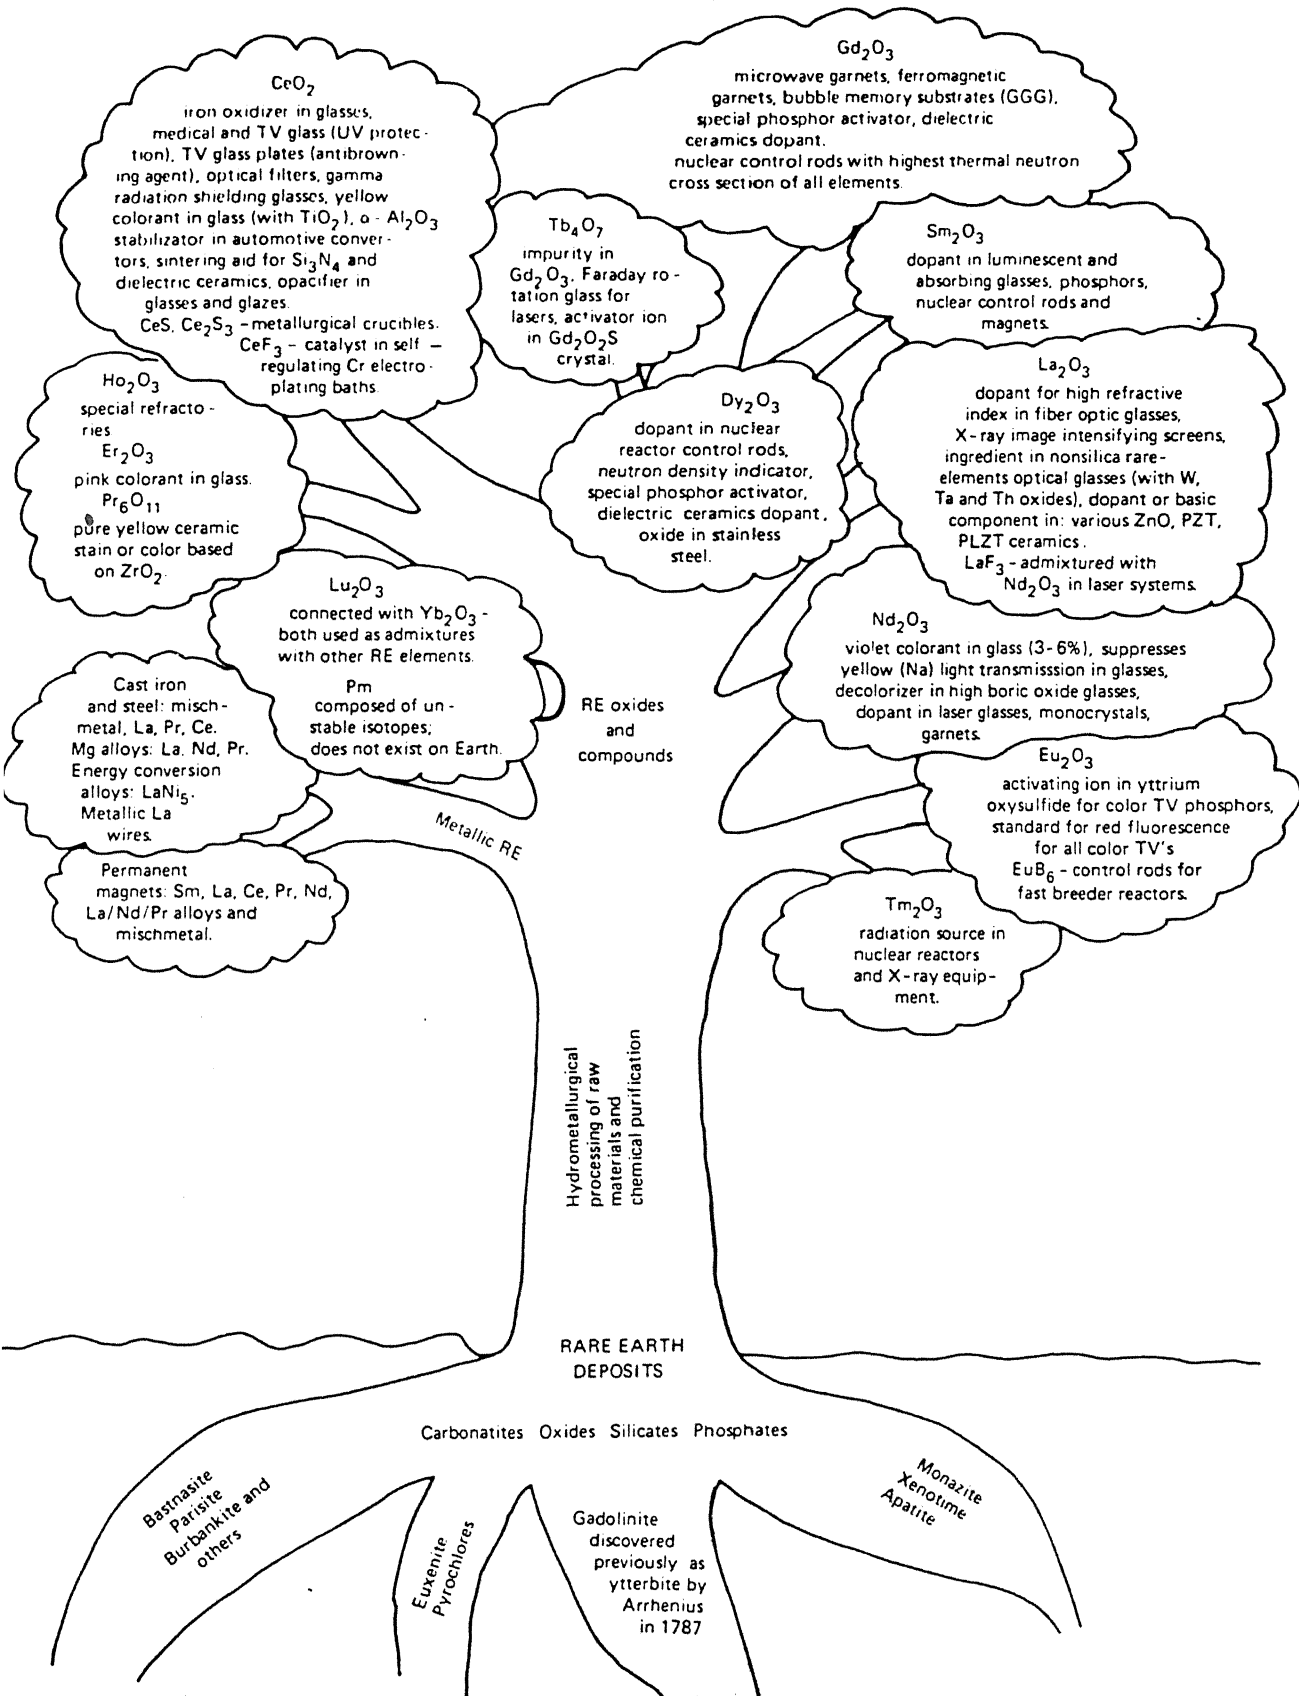 CeO₂
iron oxidizer in glasses,
medical and TV glass (UV protec-
tion), TV glass plates (antibrown-
ing agent), optical filters, gamma
radiation shielding glasses, yellow
colorant in glass (with TiO₂), α - Al₂O₃
stabilizator in automotive conver-
tors, sintering aid for Si₃N₄ and
dielectric ceramics, opacifier in
glasses and glazes.
CeS, Ce₂S₃ - metallurgical crucibles.
CeF₃ - catalyst in self -
regulating Cr electro-
plating baths.
Gd₂O₃
microwave garnets, ferromagnetic
garnets, bubble memory substrates (GGG),
special phosphor activator, dielectric
ceramics dopant.
nuclear control rods with highest thermal neutron
cross section of all elements.
Tb₄O₇
impurity in
Gd₂O₃, Faraday ro-
tation glass for
lasers, activator ion
in Gd₂O₂S
crystal.
Sm₂O₃
dopant in luminescent and
absorbing glasses, phosphors,
nuclear control rods and
magnets.
Ho₂O₃
special refracto-
ries
Er₂O₃
pink colorant in glass.
Pr₆O₁₁
pure yellow ceramic
stain or color based
on ZrO₂.
Dy₂O₃
dopant in nuclear
reactor control rods,
neutron density indicator,
special phosphor activator,
dielectric ceramics dopant,
oxide in stainless
steel.
La₂O₃
dopant for high refractive
index in fiber optic glasses,
X-ray image intensifying screens,
ingredient in nonsilica rare-
elements optical glasses (with W,
Ta and Th oxides), dopant or basic
component in: various ZnO, PZT,
PLZT ceramics.
LaF₃ - admixtured with
Nd₂O₃ in laser systems.
Lu₂O₃
connected with Yb₂O₃ -
both used as admixtures
with other RE elements.
Pm
composed of un-
stable isotopes;
does not exist on Earth.
Nd₂O₃
violet colorant in glass (3-6%), suppresses
yellow (Na) light transmisssion in glasses,
decolorizer in high boric oxide glasses,
dopant in laser glasses, monocrystals,
garnets.
Cast iron
and steel: misch-
metal, La, Pr, Ce.
Mg alloys: La, Nd, Pr.
Energy conversion
alloys: LaNi₅.
Metallic La
wires.
RE oxides
and
compounds
Eu₂O₃
activating ion in yttrium
oxysulfide for color TV phosphors,
standard for red fluorescence
for all color TV's
EuB₆ - control rods for
fast breeder reactors.
Metallic RE
Permanent
magnets: Sm, La, Ce, Pr, Nd,
La/Nd/Pr alloys and
mischmetal.
Tm₂O₃
radiation source in
nuclear reactors
and X-ray equip-
ment.
Hydrometallurgical
processing of raw
materials and
chemical purification
RARE EARTH
DEPOSITS
Carbonatites Oxides Silicates Phosphates
Bastnasite
Parisite
Burbankite and
others
Euxenite
Pyrochlores
Gadolinite
discovered
previously as
ytterbite by
Arrhenius
in 1787
Monazite
Xenotime
Apatite